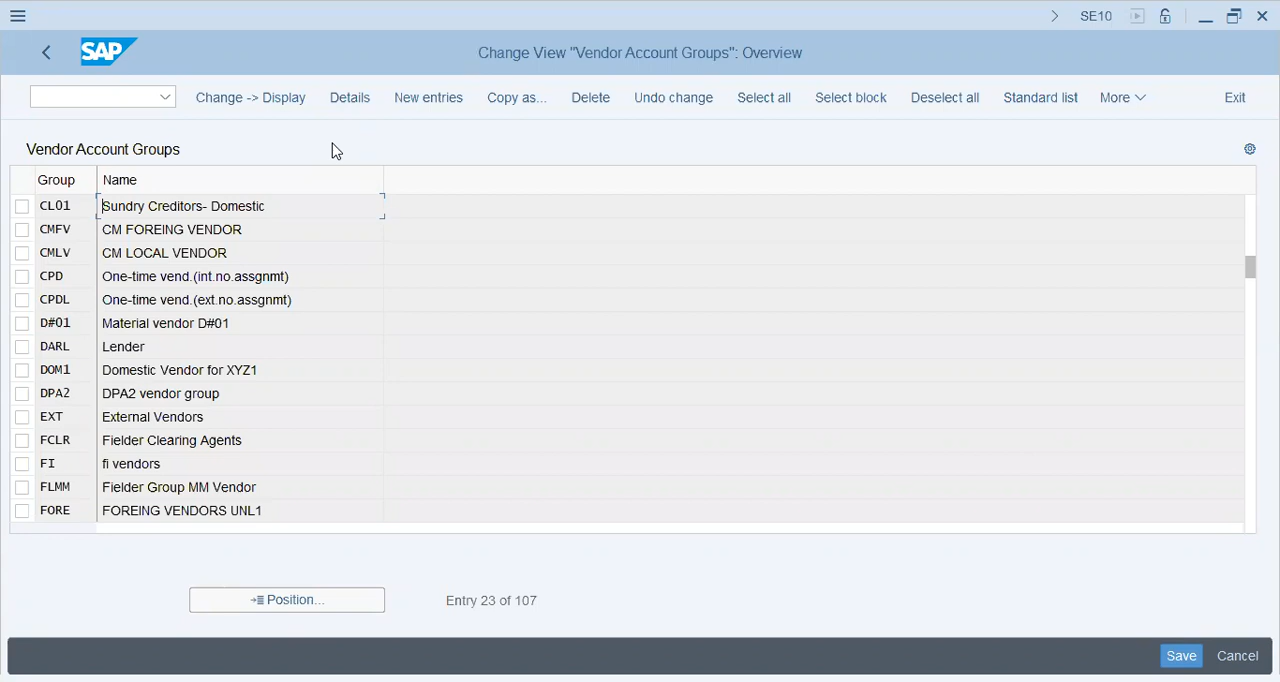 SE10
SAP
Change View "Vendor Account Groups": Overview
Change -> Display Details New entries Copy as... Delete Undo change Select all Select block Deselect all Standard list More Exit
Vendor Account Groups
Group Name
CL01 Sundry Creditors- Domestic
CMFV CM FOREING VENDOR
CMLV CM LOCAL VENDOR
CPD One-time vend.(int.no.assgnmt)
CPDL One-time vend.(ext.no.assgnmt)
D#01 Material vendor D#01
DARL Lender
DOM1 Domestic Vendor for XYZ1
DPA2 DPA2 vendor group
EXT External Vendors
FCLR Fielder Clearing Agents
FI fi vendors
FLMM Fielder Group MM Vendor
FORE FOREING VENDORS UNL1
Position... Entry 23 of 107
Save Cancel